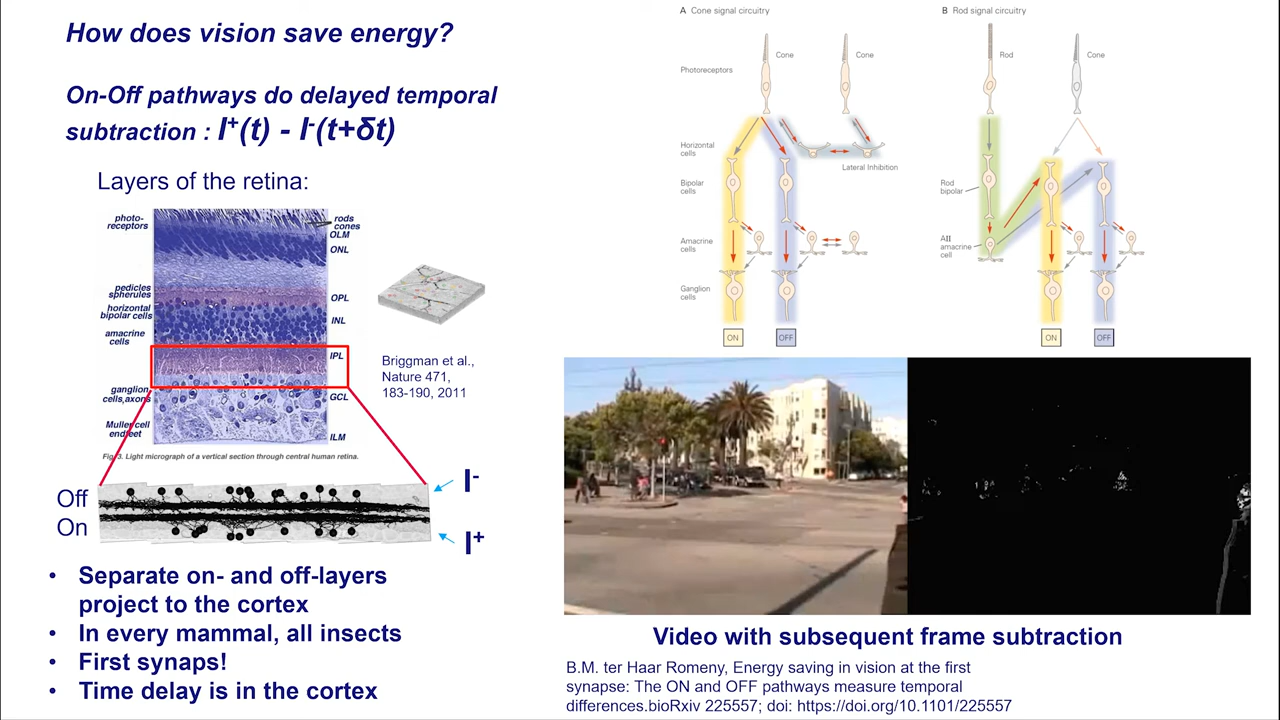 How does vision save energy?
On-Off pathways do delayed temporal
subtraction : I+(t) - I-(t+δt)
Layers of the retina:
photo-
receptors
rods
cones
OLM
ONL
pedicles
spherules
OPL
horizontal
bipolar cells
INL
amacrine
cells
IPL
ganglion
cells,axons
GCL
Muller cell
endfeet
ILM
Fig. 3. Light micrograph of a vertical section through central human retina.
Briggman et al.,
Nature 471,
183-190, 2011
Off
On
I-
I+
• Separate on- and off-layers
project to the cortex
• In every mammal, all insects
• First synaps!
• Time delay is in the cortex
A Cone signal circuitry
Cone
Cone
Photoreceptors
Horizontal
cells
Lateral Inhibition
Bipolar
cells
Amacrine
cells
Ganglion
cells
ON
OFF
B Rod signal circuitry
Rod
Cone
Rod
bipolar
AII
amacrine
cell
ON
OFF
Video with subsequent frame subtraction
B.M. ter Haar Romeny, Energy saving in vision at the first
synapse: The ON and OFF pathways measure temporal
differences.bioRxiv 225557; doi: https://doi.org/10.1101/225557